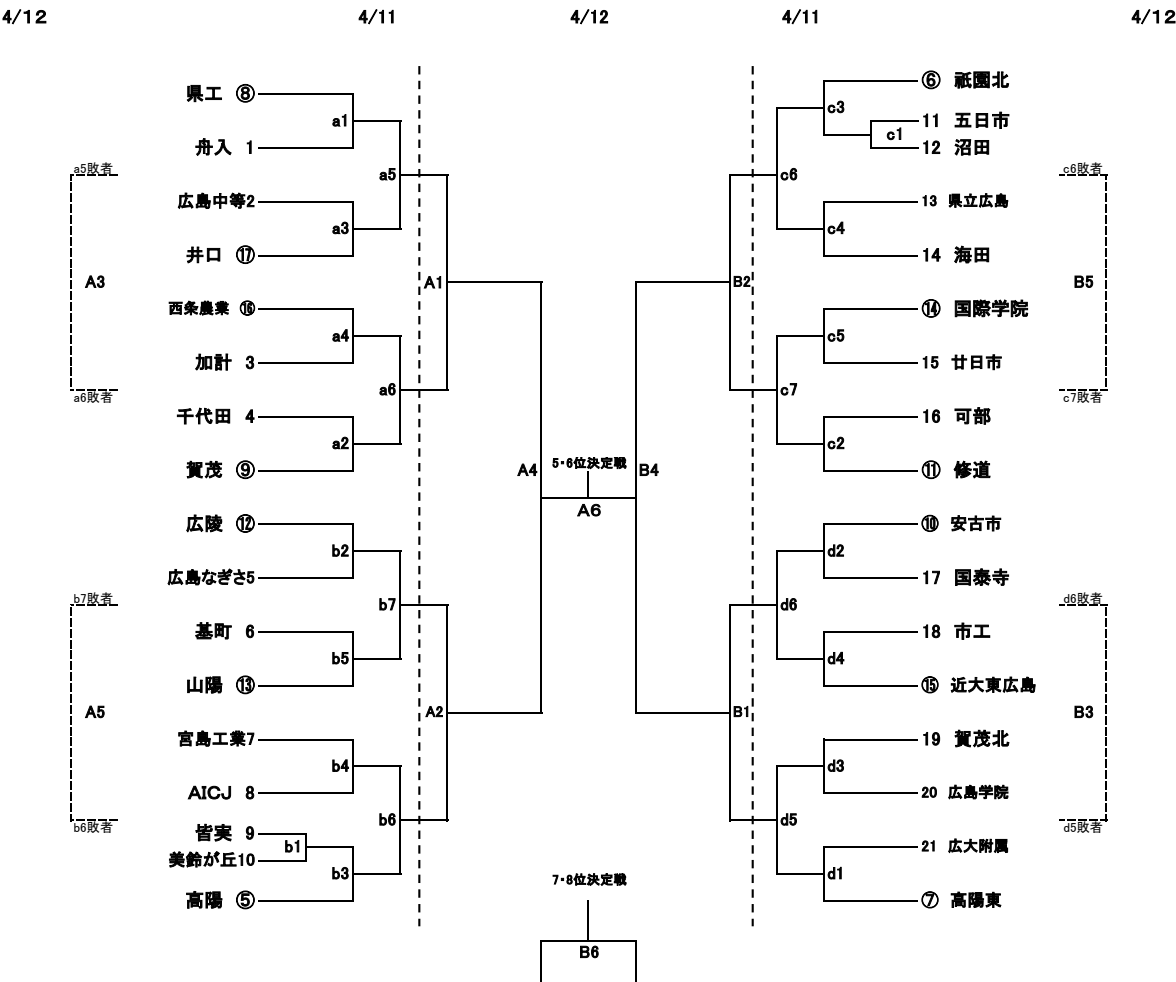 4/12 4/11 4/12 4/11 4/12
県工 ⑧
a1
舟入 1
a5敗者
a5
広島中等2
a3
井口 ⑰
A3
A1
西条農業 ⑯
a4
加計 3
a6敗者
a6
千代田 4
a2
賀茂 ⑨
A4
広陵 ⑫
b2
広島なぎさ5
b7敗者
b7
基町 6
b5
山陽 ⑬
A5
A2
宮島工業7
b4
AICJ 8
b6敗者
b6
皆実 9
b1
美鈴が丘10
b3
高陽 ⑤
5・6位決定戦
A6
7・8位決定戦
B6
⑥ 祇園北
c3
11 五日市
c1
12 沼田
c6敗者
c6
13 県立広島
c4
14 海田
B5
B2
⑭ 国際学院
c5
15 廿日市
c7敗者
c7
16 可部
c2
⑪ 修道
B4
⑩ 安古市
d2
17 国泰寺
d6敗者
d6
18 市工
d4
⑮ 近大東広島
B3
B1
19 賀茂北
d3
20 広島学院
d5敗者
d5
21 広大附属
d1
⑦ 高陽東